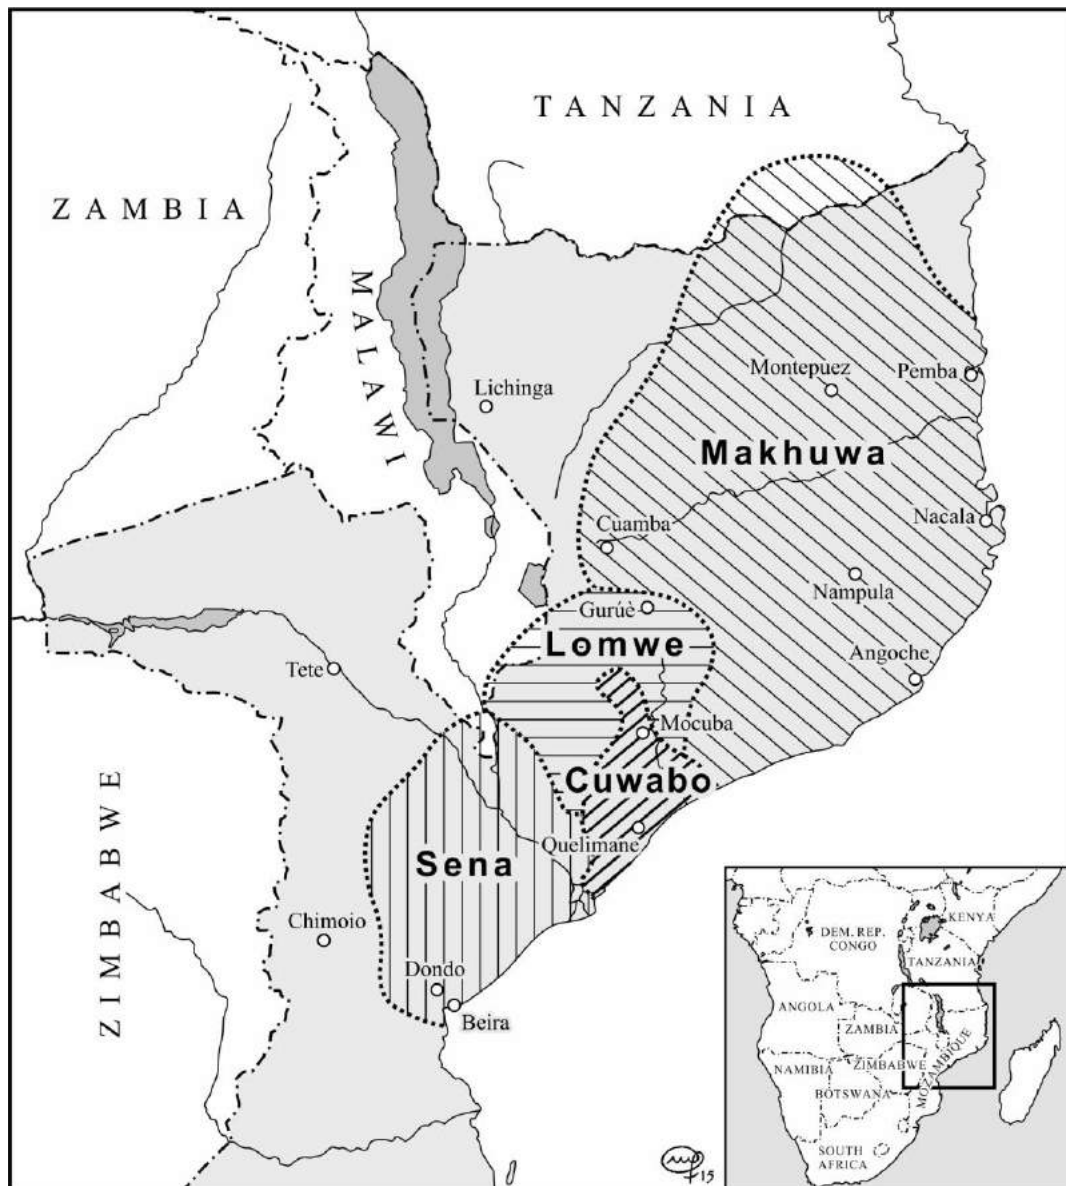 TANZANIA
ZAMBIA
MALAWI
Lichinga
Montepuez
Pemba
Makhuwa
Cuamba
Nacala
Nampula
Gurúè
Lomwe
Angoche
Tete
Mocuba
Cuwabo
ZIMBABWE
Quelimane
Sena
Chimoio
Dondo
Beira
KENYA
DEM. REP.
CONGO
TANZANIA
ANGOLA
ZAMBIA
MOZAMBIQUE
ZIMBABWE
NAMIBIA
BOTSWANA
SOUTH
AFRICA
15